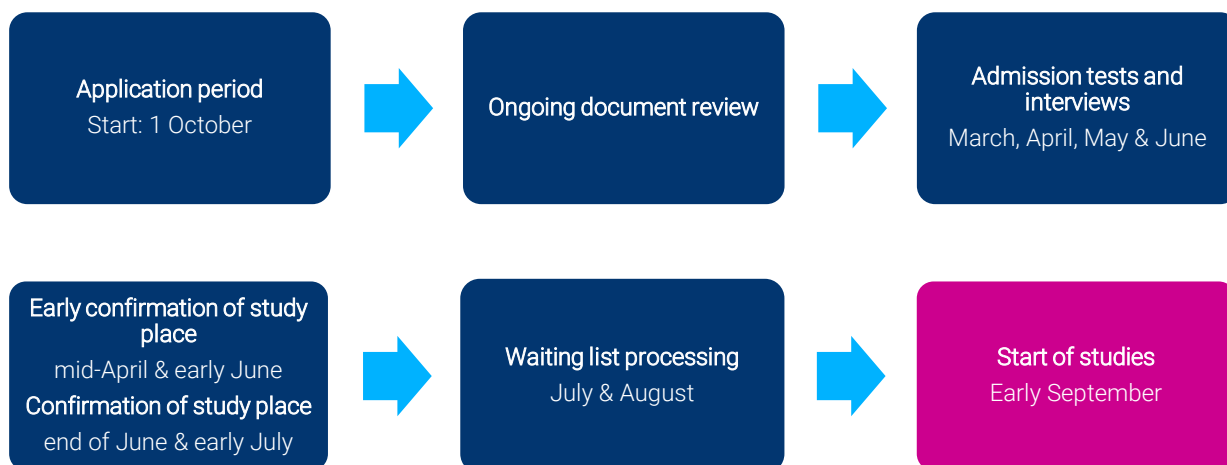 Application period
Start: 1 October
Ongoing document review
Admission tests and
interviews
March, April, May & June
Early confirmation of study
place
mid-April & early June
Confirmation of study place
end of June & early July
Waiting list processing
July & August
Start of studies
Early September